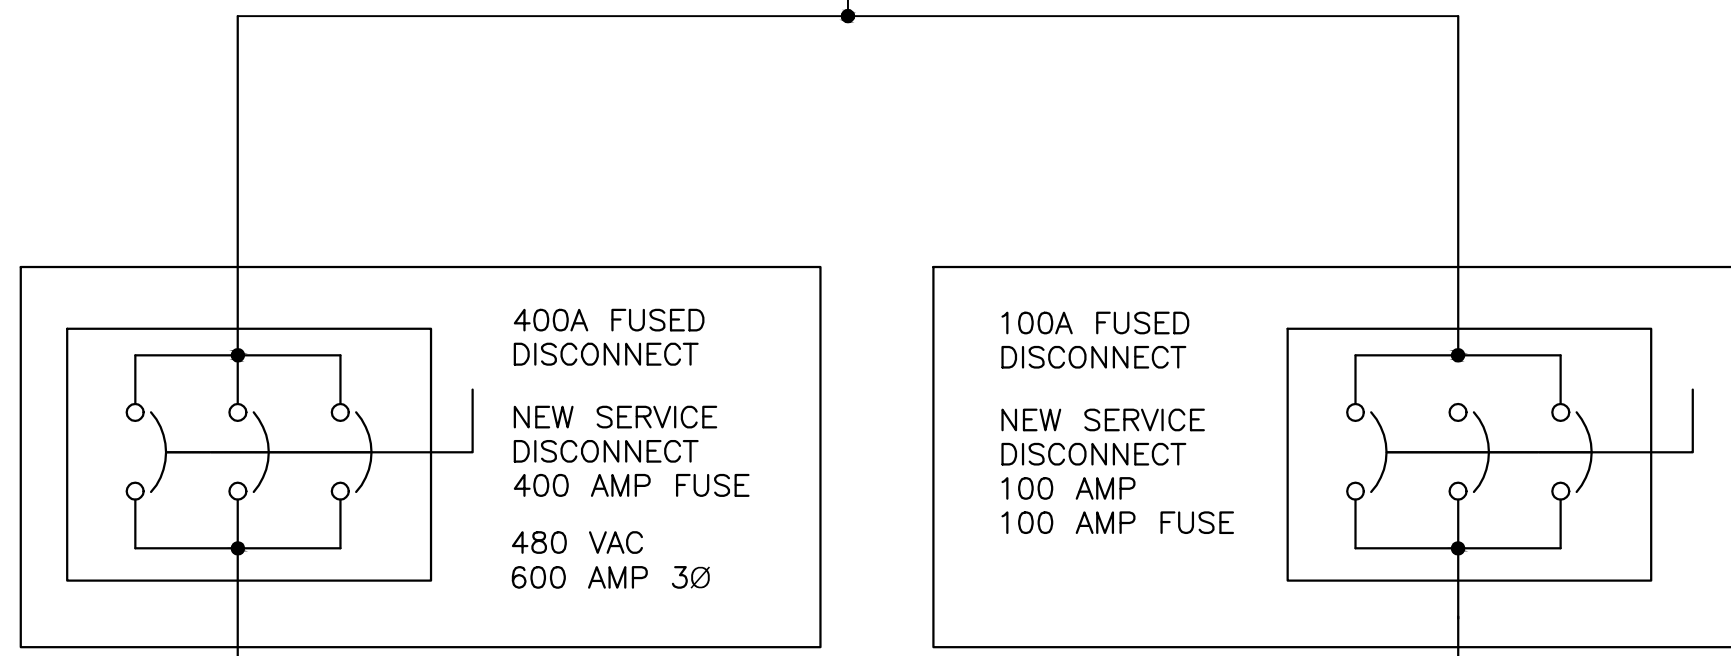 400A FUSED
DISCONNECT
NEW SERVICE
DISCONNECT
400 AMP FUSE
480 VAC
600 AMP 3Ø
100A FUSED
DISCONNECT
NEW SERVICE
DISCONNECT
100 AMP
100 AMP FUSE